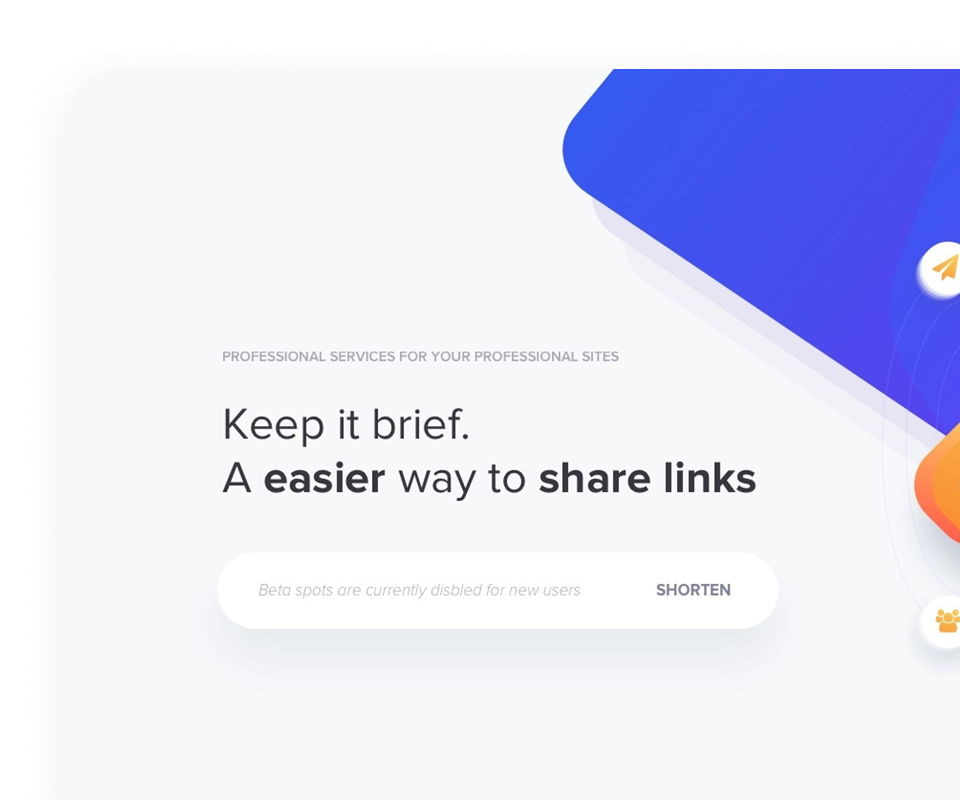 PROFESSIONAL SERVICES FOR YOUR PROFESSIONAL SITES
Keep it brief.
A easier way to share links
Beta spots are currently disbled for new users SHORTEN